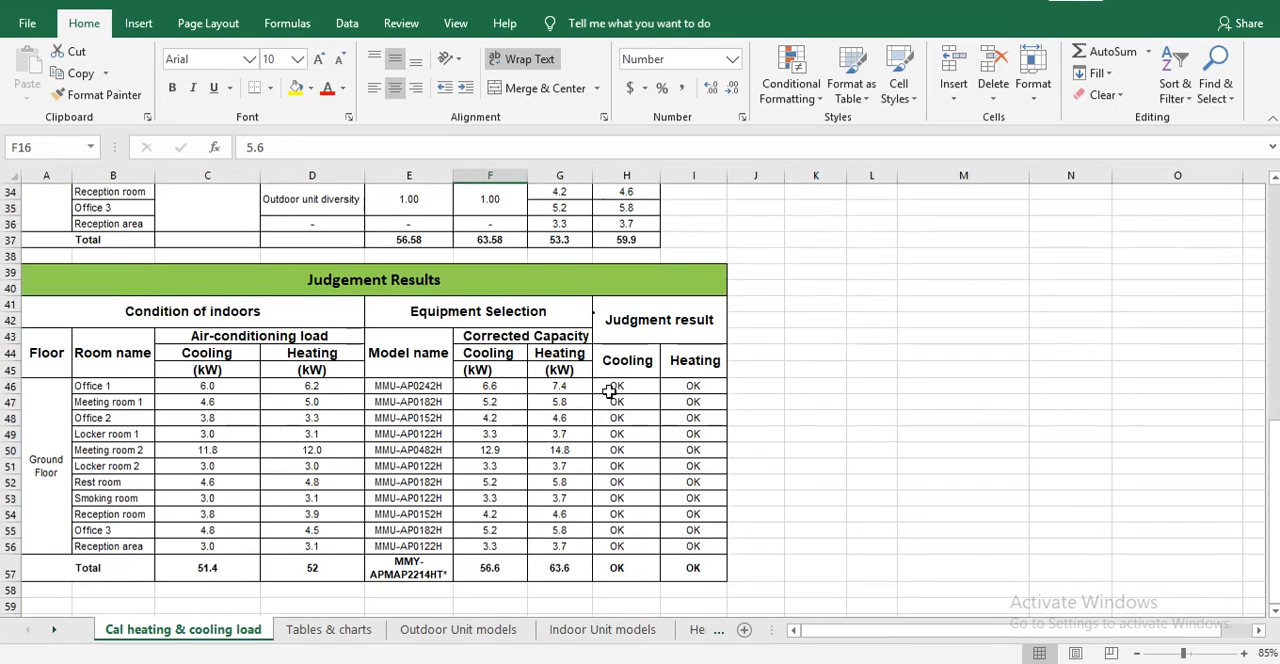 File Home Insert Page Layout Formulas Data Review View Help Tell me what you want to do Share
Paste Cut Copy Format Painter Clipboard
Arial 10 B I U A Font
Wrap Text Merge & Center Alignment
Number $ % , Number
Conditional Formatting Format as Table Cell Styles Styles
Insert Delete Format Cells
AutoSum Fill Clear Sort & Filter Find & Select Editing
F16 fx 5.6
A B C D E F G H I J K L M N O
34 Reception room 4.2 4.6
Outdoor unit diversity 1.00 1.00
35 Office 3 5.2 5.8
36 Reception area - - - 3.3 3.7
37 Total 56.58 63.58 53.3 59.9
38
39 Judgement Results
40
41 Condition of indoors Equipment Selection
42 Judgment result
43 Air-conditioning load Corrected Capacity
44 Floor Room name Cooling Heating Model name Cooling Heating Cooling Heating
45 (kW) (kW) (kW) (kW)
46 Office 1 6.0 6.2 MMU-AP0242H 6.6 7.4 OK OK
47 Meeting room 1 4.6 5.0 MMU-AP0182H 5.2 5.8 OK OK
48 Office 2 3.8 3.3 MMU-AP0152H 4.2 4.6 OK OK
49 Locker room 1 3.0 3.1 MMU-AP0122H 3.3 3.7 OK OK
50 Meeting room 2 11.8 12.0 MMU-AP0482H 12.9 14.8 OK OK
51 Ground Floor Locker room 2 3.0 3.0 MMU-AP0122H 3.3 3.7 OK OK
52 Rest room 4.6 4.8 MMU-AP0182H 5.2 5.8 OK OK
53 Smoking room 3.0 3.1 MMU-AP0122H 3.3 3.7 OK OK
54 Reception room 3.8 3.9 MMU-AP0152H 4.2 4.6 OK OK
55 Office 3 4.8 4.5 MMU-AP0182H 5.2 5.8 OK OK
56 Reception area 3.0 3.1 MMU-AP0122H 3.3 3.7 OK OK
57 Total 51.4 52 MMY-APMAP2214HT* 56.6 63.6 OK OK
58
59
Activate Windows
Go to Settings to activate Windows.
Cal heating & cooling load Tables & charts Outdoor Unit models Indoor Unit models He ...
85%